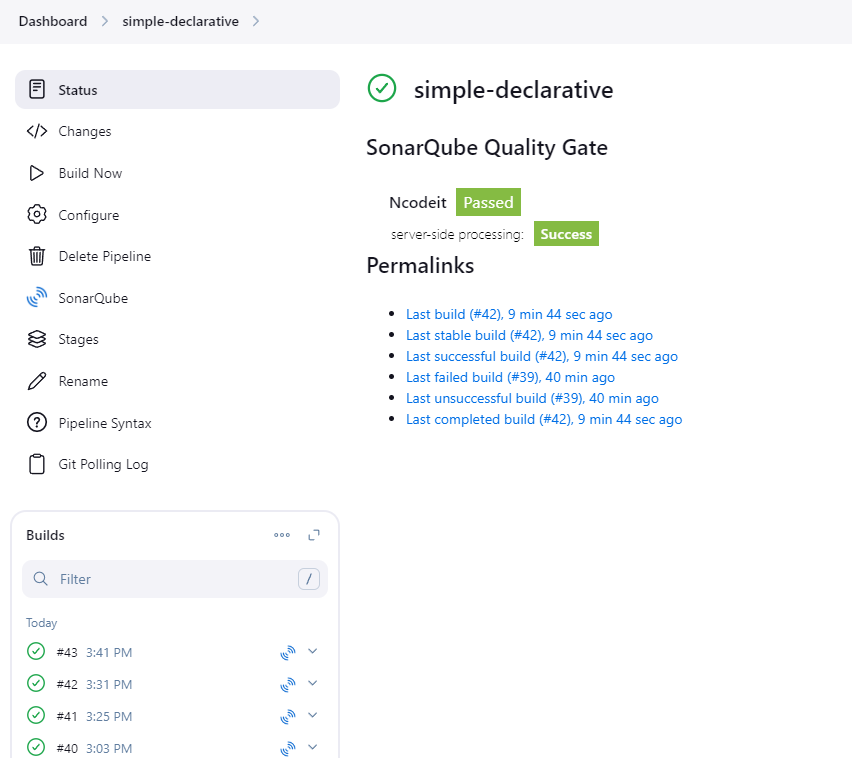 Dashboard > simple-declarative >
Status
Changes
Build Now
Configure
Delete Pipeline
SonarQube
Stages
Rename
Pipeline Syntax
Git Polling Log
Builds
Filter /
Today
#43 3:41 PM
#42 3:31 PM
#41 3:25 PM
#40 3:03 PM
simple-declarative
SonarQube Quality Gate
Ncodeit Passed
server-side processing: Success
Permalinks
Last build (#42), 9 min 44 sec ago
Last stable build (#42), 9 min 44 sec ago
Last successful build (#42), 9 min 44 sec ago
Last failed build (#39), 40 min ago
Last unsuccessful build (#39), 40 min ago
Last completed build (#42), 9 min 44 sec ago